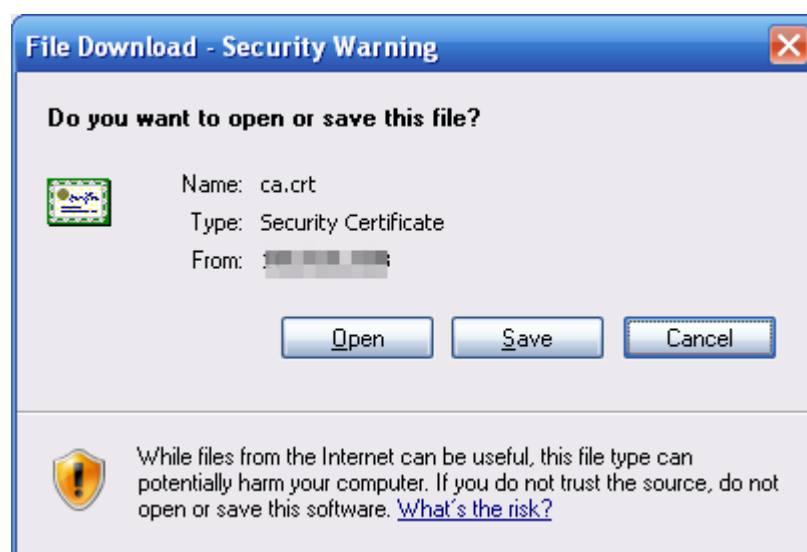 File Download - Security Warning
Do you want to open or save this file?
Name: ca.crt
Type: Security Certificate
From:
Open Save Cancel
While files from the Internet can be useful, this file type can
potentially harm your computer. If you do not trust the source, do not
open or save this software. What's the risk?